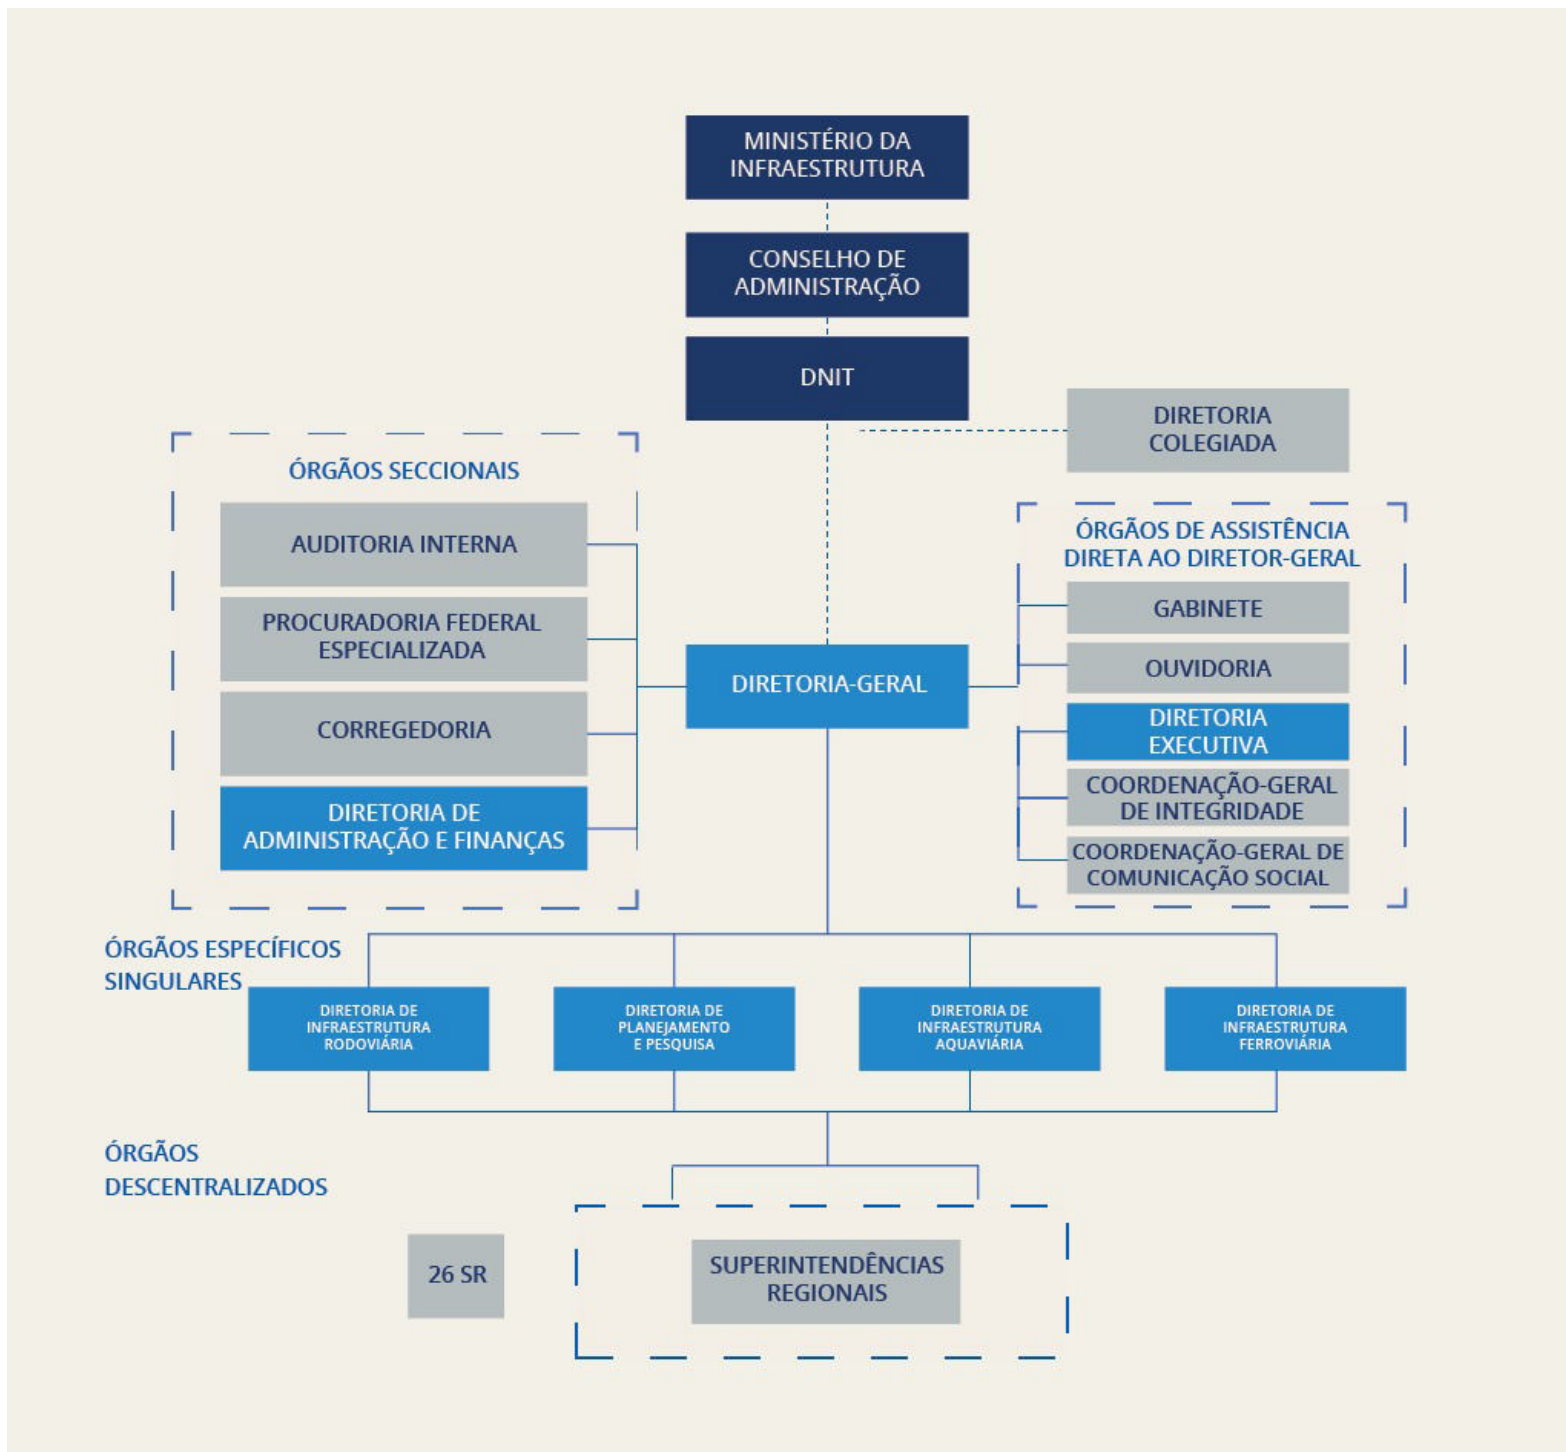 MINISTÉRIO DA
INFRAESTRUTURA
CONSELHO DE
ADMINISTRAÇÃO
DNIT
DIRETORIA
COLEGIADA
ÓRGÃOS SECCIONAIS
AUDITORIA INTERNA
PROCURADORIA FEDERAL
ESPECIALIZADA
CORREGEDORIA
DIRETORIA DE
ADMINISTRAÇÃO E FINANÇAS
DIRETORIA-GERAL
ÓRGÃOS DE ASSISTÊNCIA
DIRETA AO DIRETOR-GERAL
GABINETE
OUVIDORIA
DIRETORIA
EXECUTIVA
COORDENAÇÃO-GERAL
DE INTEGRIDADE
COORDENAÇÃO-GERAL DE
COMUNICAÇÃO SOCIAL
ÓRGÃOS ESPECÍFICOS
SINGULARES
DIRETORIA DE
INFRAESTRUTURA
RODOVIÁRIA
DIRETORIA DE
PLANEJAMENTO
E PESQUISA
DIRETORIA DE
INFRAESTRUTURA
AQUAVIÁRIA
DIRETORIA DE
INFRAESTRUTURA
FERROVIÁRIA
ÓRGÃOS
DESCENTRALIZADOS
26 SR
SUPERINTENDÊNCIAS
REGIONAIS